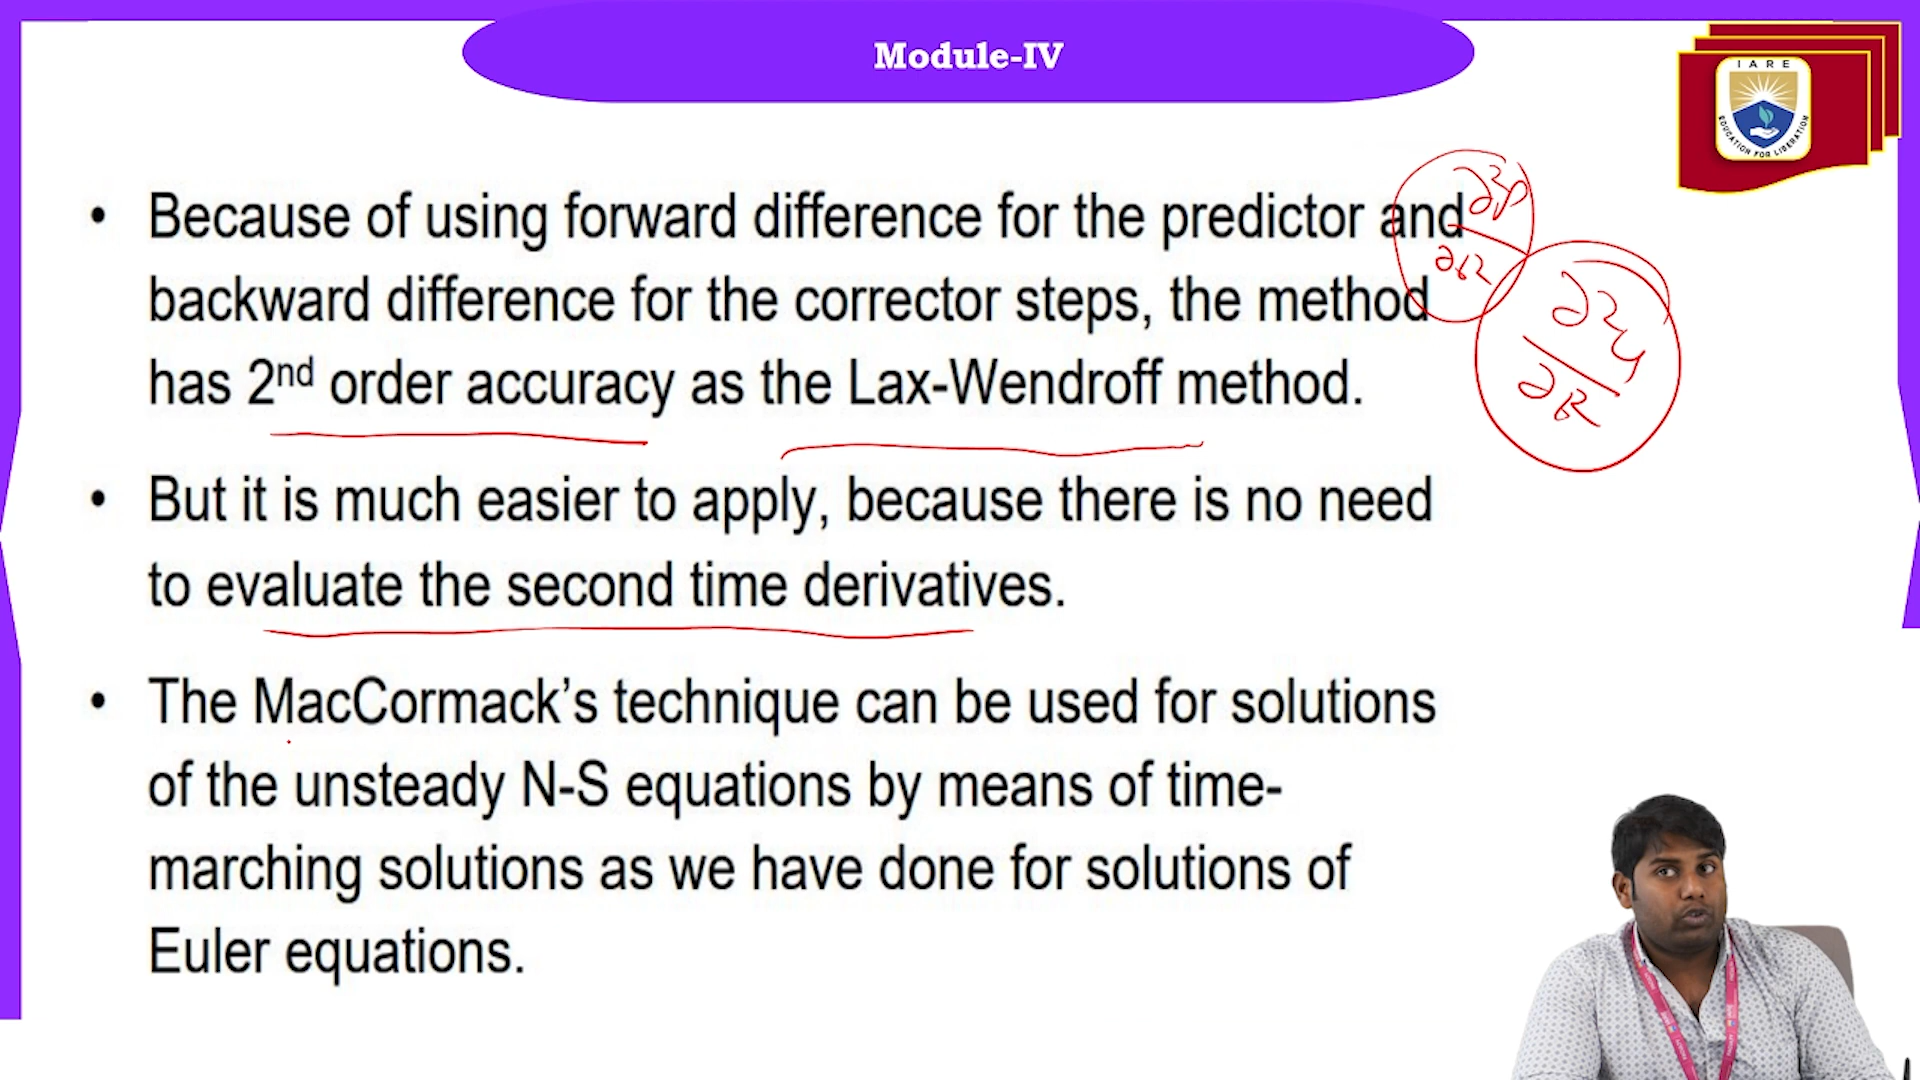 Module-IV
IARE
EDUCATION FOR LIBERATION
• Because of using forward difference for the predictor and
backward difference for the corrector steps, the method
has 2nd order accuracy as the Lax-Wendroff method.
• But it is much easier to apply, because there is no need
to evaluate the second time derivatives.
• The MacCormack’s technique can be used for solutions
of the unsteady N-S equations by means of time-
marching solutions as we have done for solutions of
Euler equations.